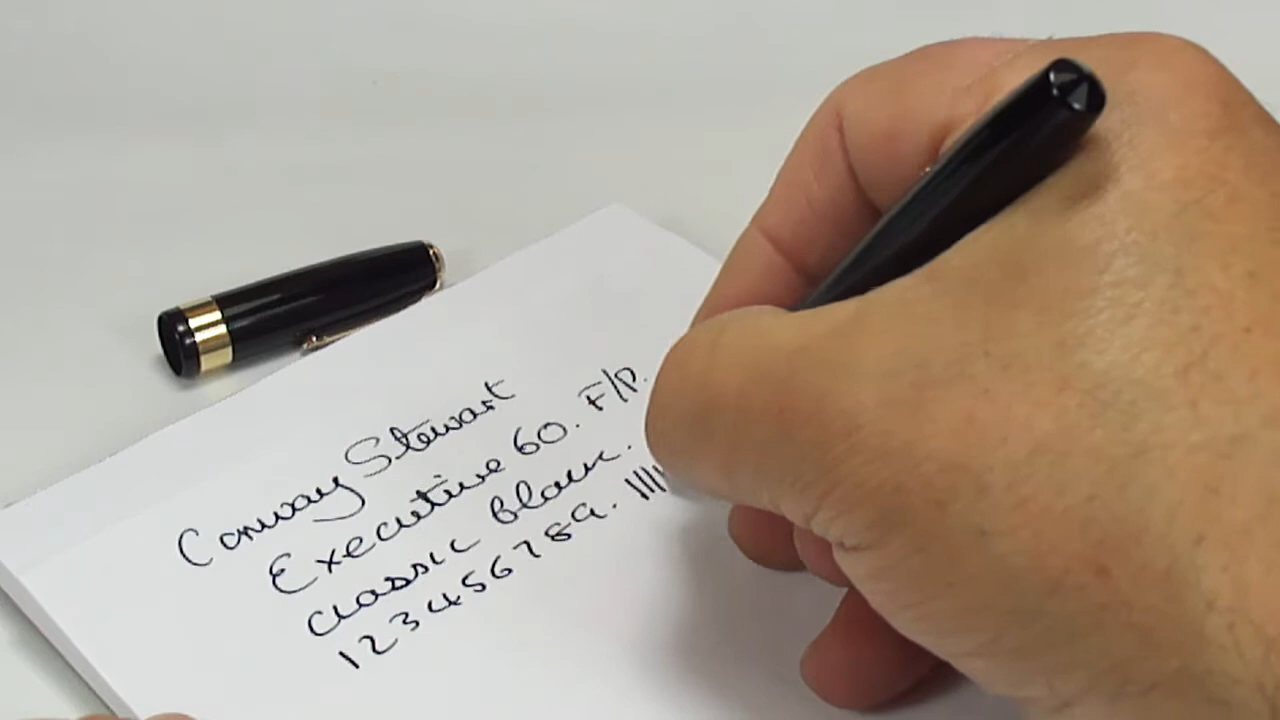 Conway Stewart
Executive 60. F/P.
classic black.
123456789. ||||